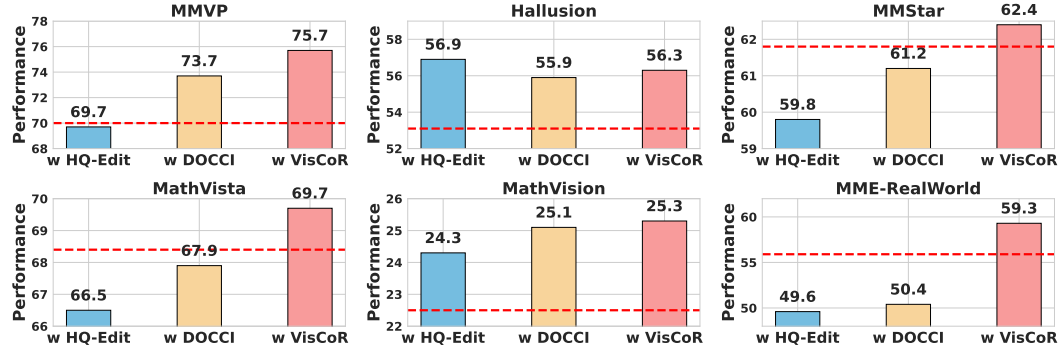 MMVP
Performance
78
76
74
72
70
68
69.7
73.7
75.7
w HQ-Edit
w DOCCI
w VisCoR
Hallusion
Performance
58
56
54
52
56.9
55.9
56.3
w HQ-Edit
w DOCCI
w VisCoR
MMStar
Performance
62
61
60
59
59.8
61.2
62.4
w HQ-Edit
w DOCCI
w VisCoR
MathVista
Performance
70
69
68
67
66
66.5
67.9
69.7
w HQ-Edit
w DOCCI
w VisCoR
MathVision
Performance
26
25
24
23
22
24.3
25.1
25.3
w HQ-Edit
w DOCCI
w VisCoR
MME-RealWorld
Performance
60
55
50
49.6
50.4
59.3
w HQ-Edit
w DOCCI
w VisCoR